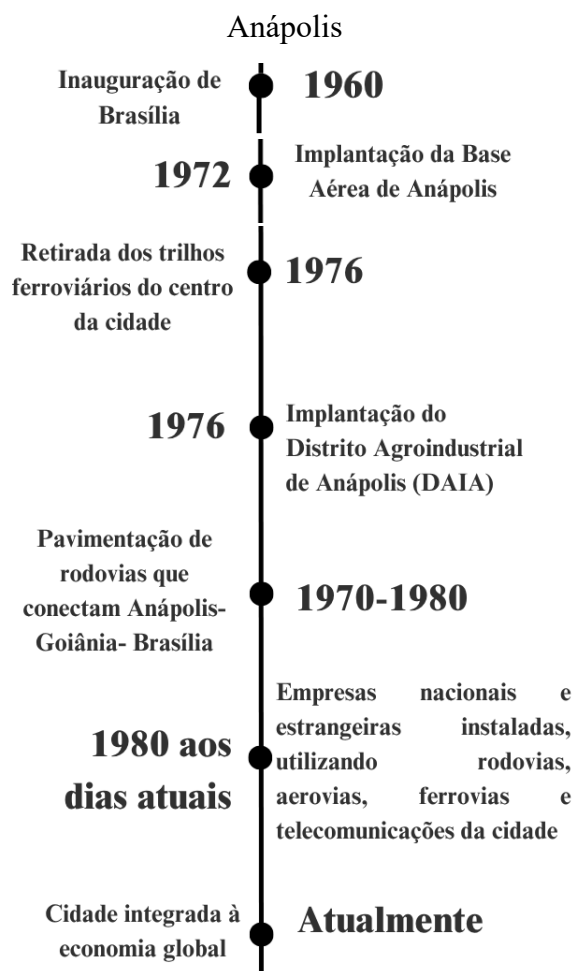 Anápolis
Inauguração de
Brasília
1960
1972
Implantação da Base
Aérea de Anápolis
Retirada dos trilhos
ferroviários do centro
da cidade
1976
1976
Implantação do
Distrito Agroindustrial
de Anápolis (DAIA)
Pavimentação de
rodovias que
conectam Anápolis-
Goiânia- Brasília
1970-1980
1980 aos
dias atuais
Empresas nacionais e
estrangeiras instaladas,
utilizando rodovias,
aerovias, ferrovias e
telecomunicações da cidade
Cidade integrada à
economia global
Atualmente